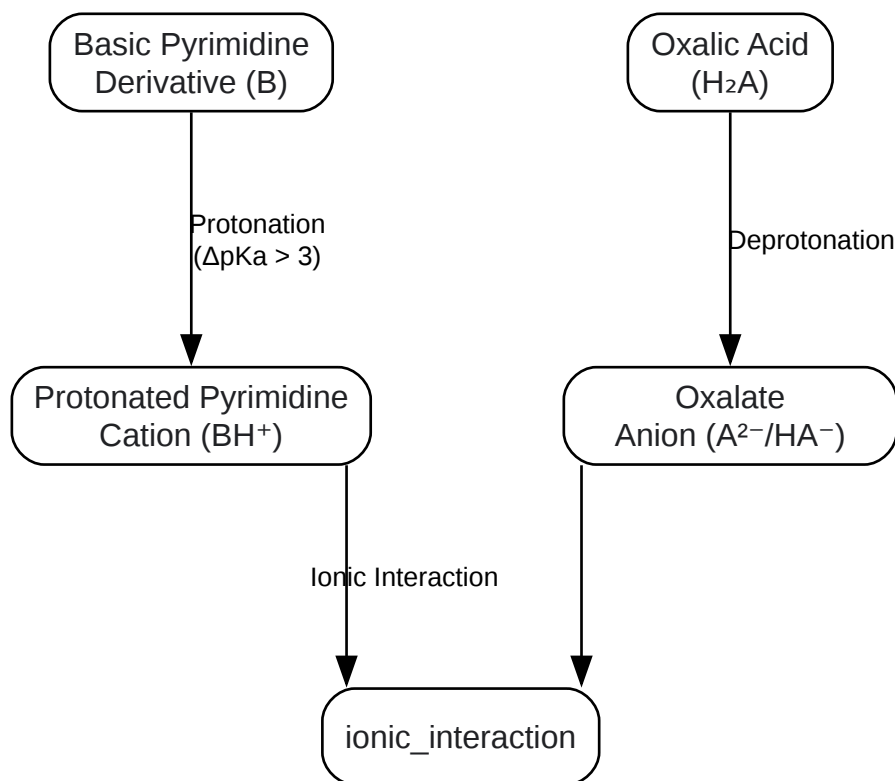 Basic Pyrimidine
Derivative (B)
Oxalic Acid
(H₂A)
Protonation
(ΔpKa > 3)
Deprotonation
Protonated Pyrimidine
Cation (BH⁺)
Oxalate
Anion (A²⁻/HA⁻)
Ionic Interaction
ionic_interaction